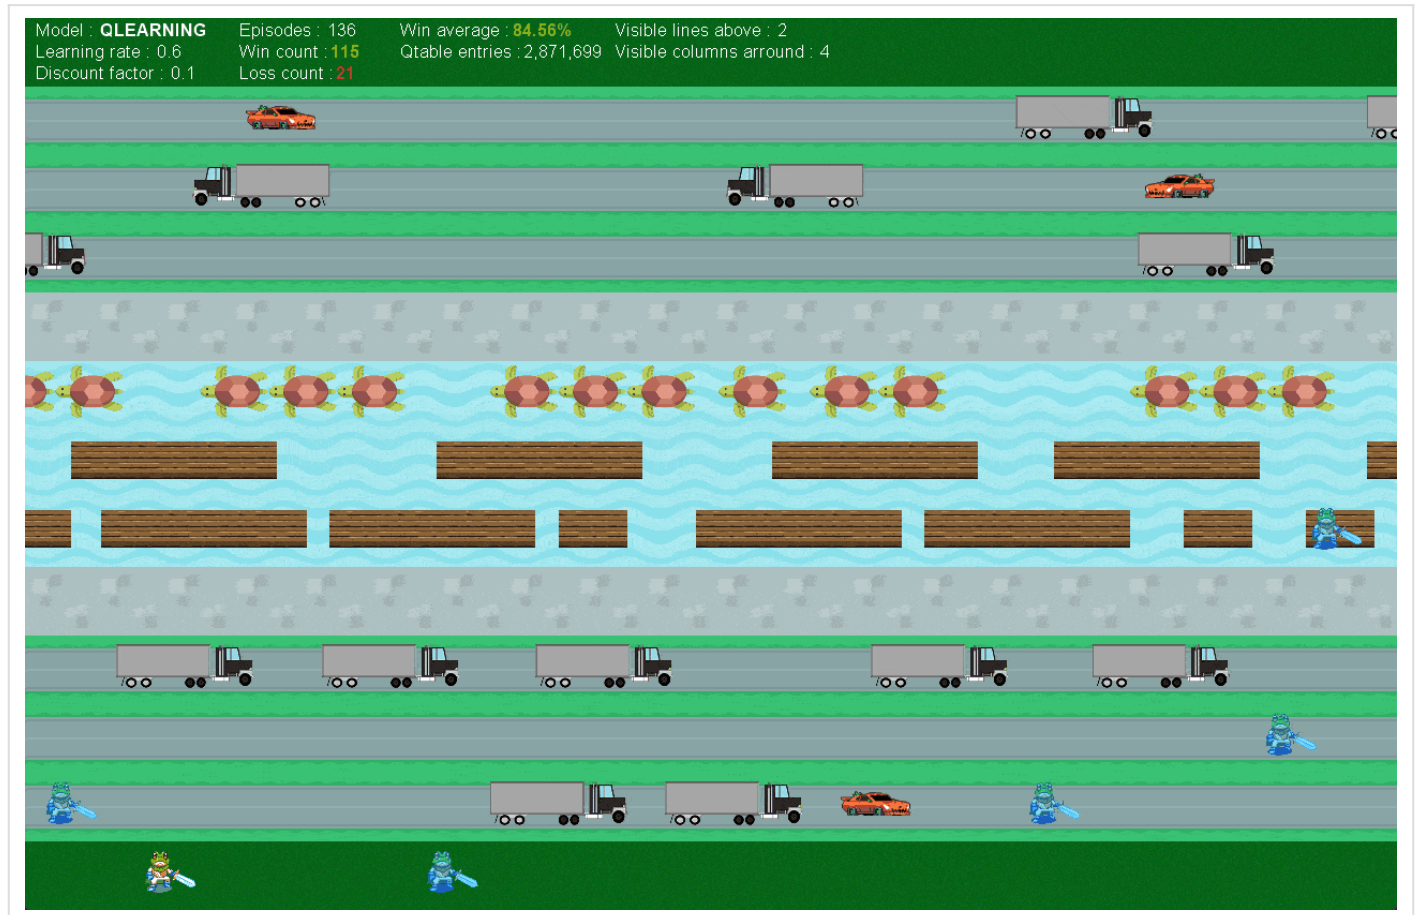 Model : QLEARNING Episodes : 136 Win average : 84.56% Visible lines above : 2
Learning rate : 0.6 Win count : 115 Qtable entries : 2,871,699 Visible columns arround : 4
Discount factor : 0.1 Loss count : 21